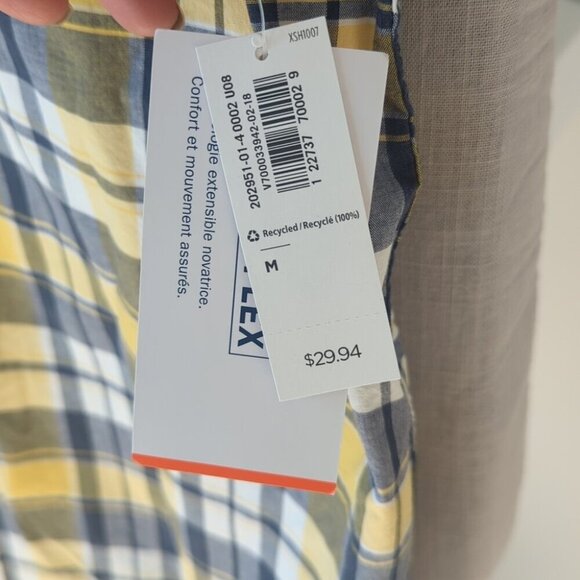 XSH1007
202951-01-4 0002 U08
V700033942-02-18
1 22737 70002 9
Recycled / Recyclé (100%)
M
$29.94
extensible novatrice.
Confort et mouvement assurés.